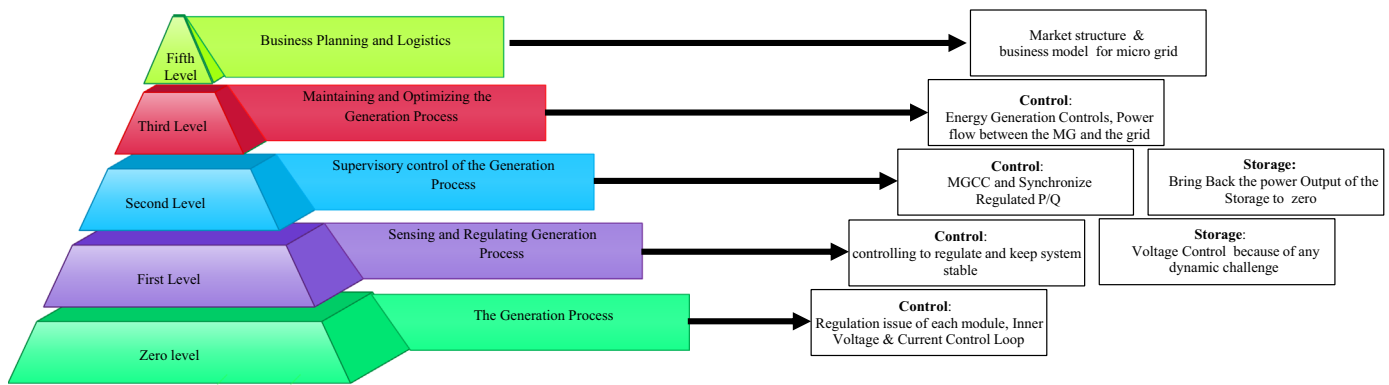 Fifth
Level
Business Planning and Logistics
Market structure &
business model for micro grid
Third Level
Maintaining and Optimizing the
Generation Process
Control:
Energy Generation Controls, Power
flow between the MG and the grid
Second Level
Supervisory control of the Generation
Process
Control:
MGCC and Synchronize
Regulated P/Q
Storage:
Bring Back the power Output of the
Storage to zero
First Level
Sensing and Regulating Generation
Process
Control:
controlling to regulate and keep system
stable
Storage:
Voltage Control because of any
dynamic challenge
Zero level
The Generation Process
Control:
Regulation issue of each module, Inner
Voltage & Current Control Loop